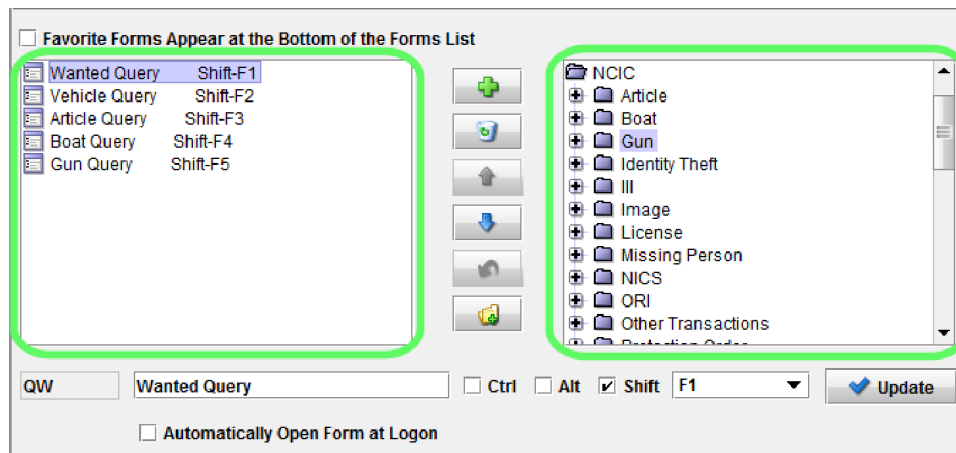 Favorite Forms Appear at the Bottom of the Forms List
Wanted Query Shift-F1
Vehicle Query Shift-F2
Article Query Shift-F3
Boat Query Shift-F4
Gun Query Shift-F5
NCIC
Article
Boat
Gun
Identity Theft
III
Image
License
Missing Person
NICS
ORI
Other Transactions
Protection Order
QW Wanted Query Ctrl Alt Shift F1 Update
Automatically Open Form at Logon